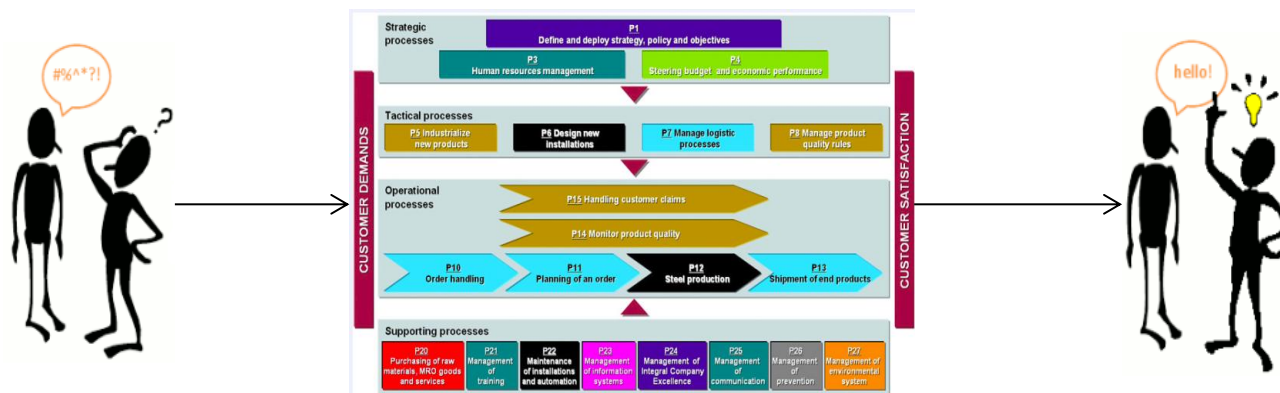 #%^*?!
?
CUSTOMER DEMANDS
Strategic
processes
P1
Define and deploy strategy, policy and objectives
P3
Human resources management
P4
Steering budget and economic performance
Tactical processes
P5 Industrialize
new products
P6 Design new
installations
P7 Manage logistic
processes
P8 Manage product
quality rules
Operational
processes
P15 Handling customer claims
P14 Monitor product quality
P10
Order handling
P11
Planning of an order
P12
Steel production
P13
Shipment of end products
Supporting processes
P20
Purchasing of raw
materials, MRO goods
and services
P21
Management
of
training
P22
Maintenance
of installations
and automation
P23
Management
of information
systems
P24
Management of
Integral Company
Excellence
P25
Management
of
communication
P26
Management
of
prevention
P27
Management of
environmental
system
CUSTOMER SATISFACTION
hello!